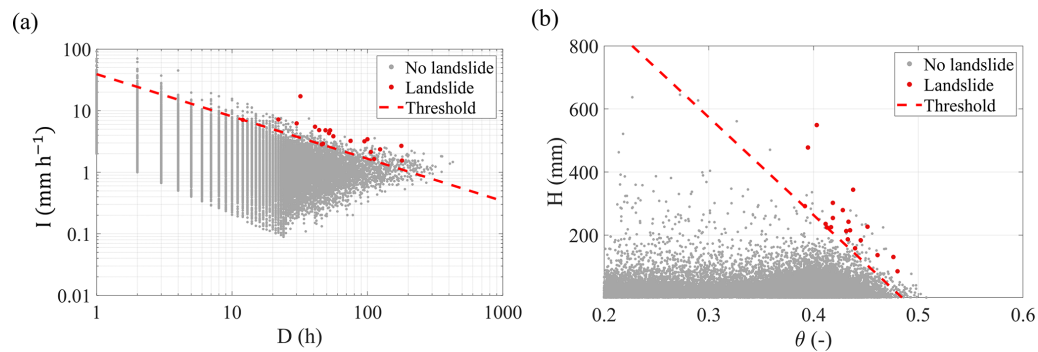 (a)
100
10
1
0.1
0.01
I (mm h⁻¹)
1
10
100
1000
D (h)
No landslide
Landslide
Threshold
(b)
800
600
400
200
H (mm)
0.2
0.3
0.4
0.5
0.6
θ (-)
No landslide
Landslide
Threshold